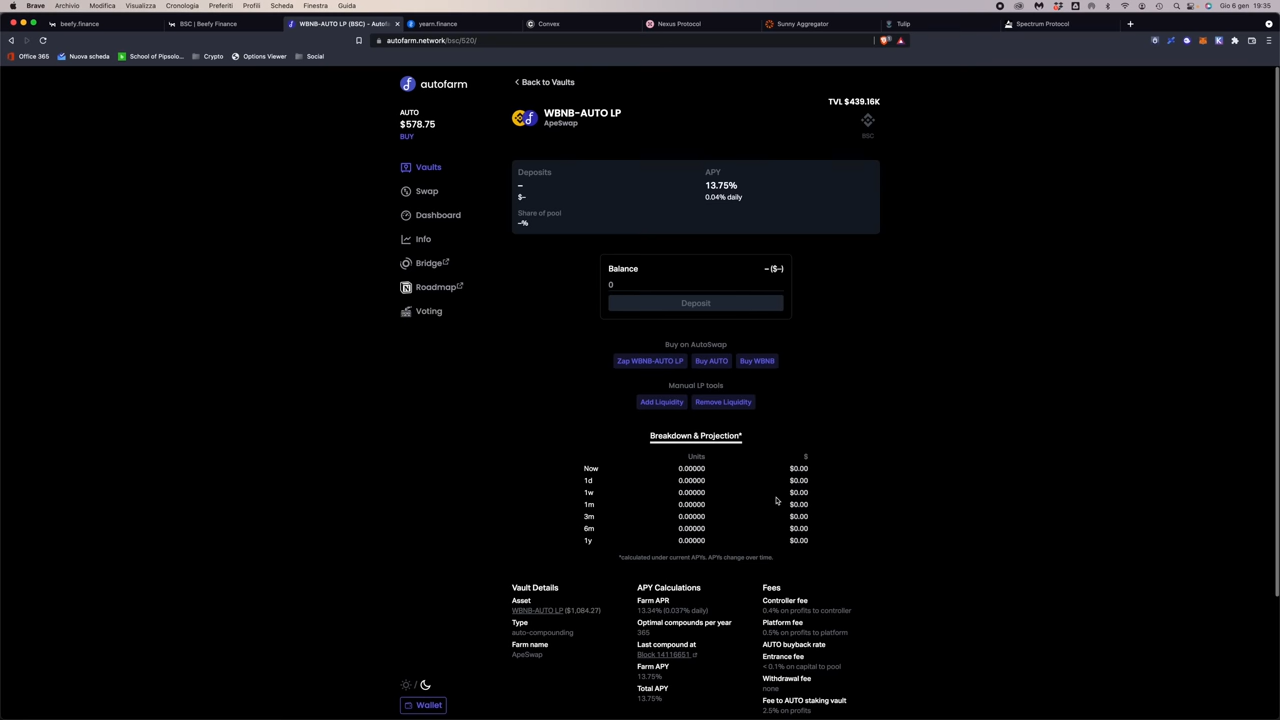 Brave Archivio Modifica Visualizza Cronologia Preferiti Profili Scheda Finestra Guida Gio 6 gen 19:35
beefy.finance BSC | Beefy Finance WBNB-AUTO LP (BSC) - Autof yearn.finance Convex Nexus Protocol Sunny Aggregator Tulip Spectrum Protocol
autofarm.network/bsc/520/
Office 365 Nuova scheda School of Pipsolo... Crypto Options Viewer Social
autofarm
Back to Vaults
AUTO
$578.75
BUY
WBNB-AUTO LP
ApeSwap
TVL $439.16K
BSC
Vaults
Swap
Dashboard
Info
Bridge
Roadmap
Voting
Deposits
–
$–
Share of pool
–%
APY
13.75%
0.04% daily
Balance – ($–)
0
Deposit
Buy on AutoSwap
Zap WBNB-AUTO LP Buy AUTO Buy WBNB
Manual LP tools
Add Liquidity Remove Liquidity
Breakdown & Projection*
Units $
Now 0.00000 $0.00
1d 0.00000 $0.00
1w 0.00000 $0.00
1m 0.00000 $0.00
3m 0.00000 $0.00
6m 0.00000 $0.00
1y 0.00000 $0.00
*calculated under current APYs. APYs change over time.
Vault Details
Asset
WBNB-AUTO LP ($1,084.27)
Type
auto-compounding
Farm name
ApeSwap
APY Calculations
Farm APR
13.34% (0.037% daily)
Optimal compounds per year
365
Last compound at
Block 14116651
Farm APY
13.75%
Total APY
13.75%
Fees
Controller fee
0.4% on profits to controller
Platform fee
0.5% on profits to platform
AUTO buyback rate
Entrance fee
< 0.1% on capital to pool
Withdrawal fee
none
Fee to AUTO staking vault
2.5% on profits
/
Wallet